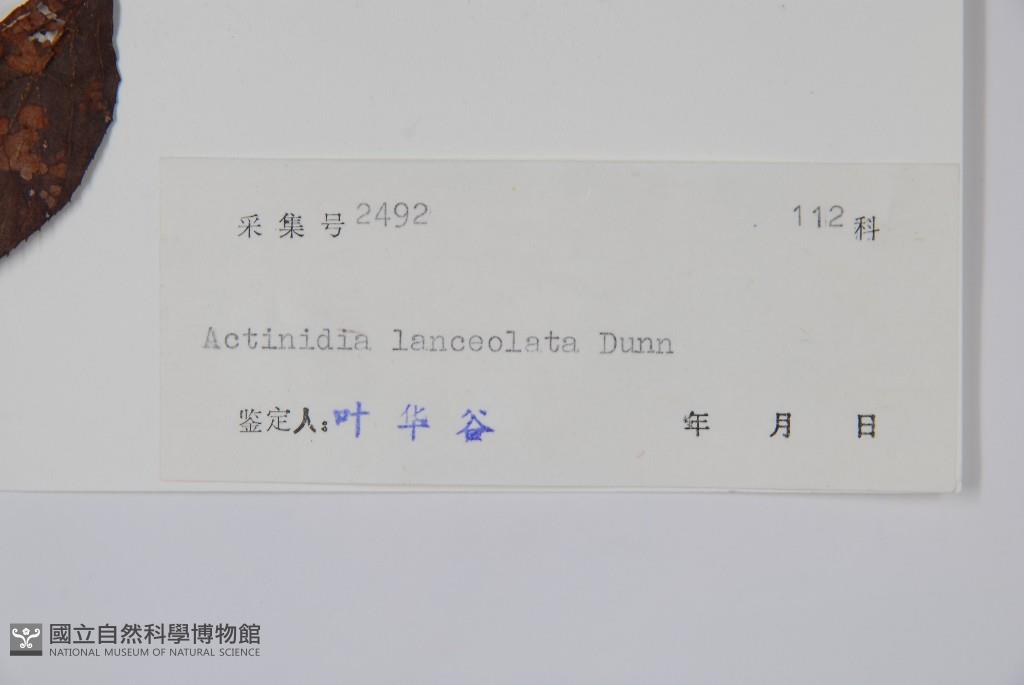 采集号2492 112科
Actinidia lanceolata Dunn
鉴定人:叶华谷 年 月 日
國立自然科學博物館
NATIONAL MUSEUM OF NATURAL SCIENCE